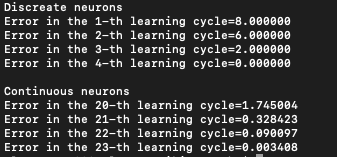 Discreate neurons
Error in the 1-th learning cycle=8.000000
Error in the 2-th learning cycle=6.000000
Error in the 3-th learning cycle=2.000000
Error in the 4-th learning cycle=0.000000
Continuous neurons
Error in the 20-th learning cycle=1.745004
Error in the 21-th learning cycle=0.328423
Error in the 22-th learning cycle=0.090097
Error in the 23-th learning cycle=0.003408